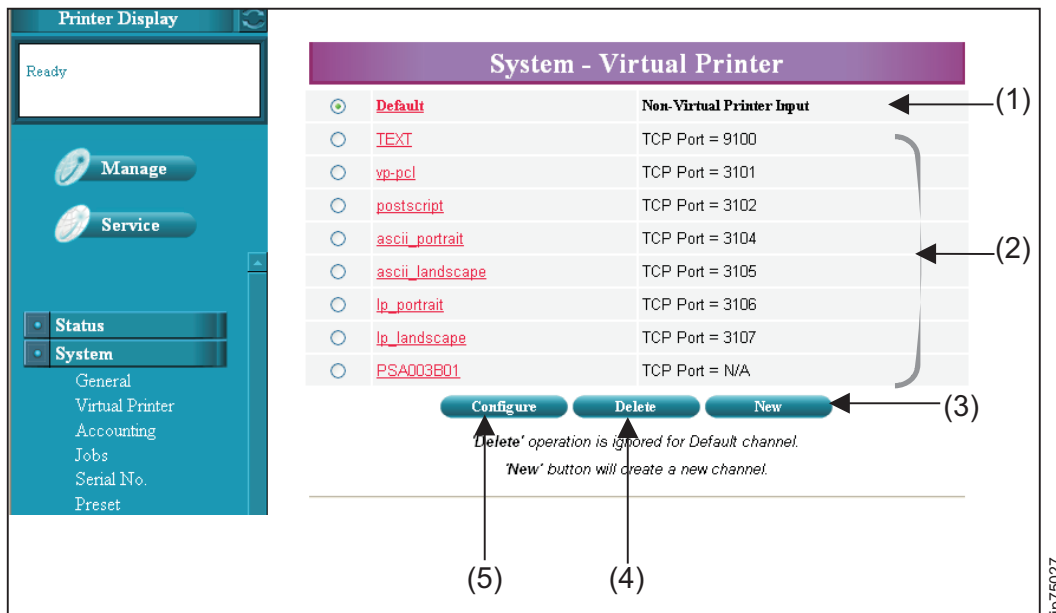 Printer Display
Ready
Manage
Service
Status
System
General
Virtual Printer
Accounting
Jobs
Serial No.
Preset
System - Virtual Printer
Default Non-Virtual Printer Input (1)
TEXT TCP Port = 9100
vp-pcl TCP Port = 3101
postscript TCP Port = 3102
ascii_portrait TCP Port = 3104
(2)
ascii_landscape TCP Port = 3105
lp_portrait TCP Port = 3106
lp_landscape TCP Port = 3107
PSA003B01 TCP Port = N/A
Configure Delete New (3)
'Delete' operation is ignored for Default channel.
'New' button will create a new channel.
(5) (4)